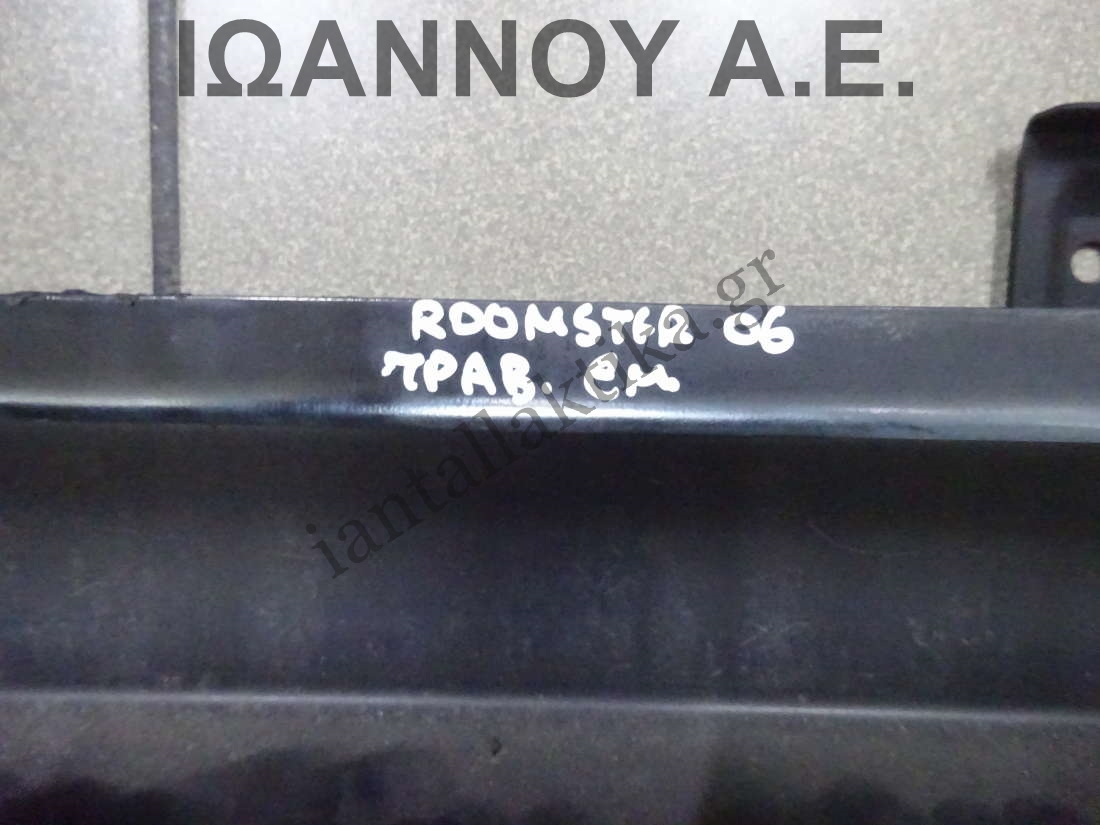 ΙΩΑΝΝΟΥ Α.Ε.
ROOMSTER 06
ΤΡΑΒ. εμ
iantallaktika.gr